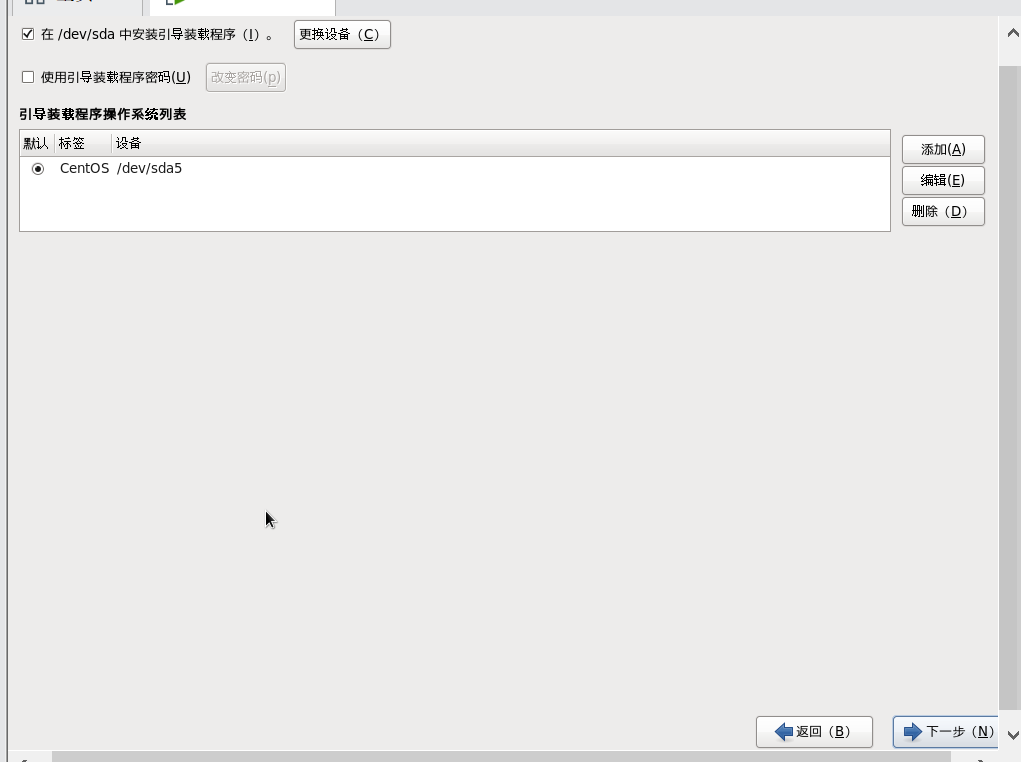 在 /dev/sda 中安装引导装载程序（I）。 更换设备（C）
使用引导装载程序密码(U) 改变密码(p)
引导装载程序操作系统列表
默认 标签 设备
CentOS /dev/sda5
添加(A)
编辑(E)
删除（D）
返回（B） 下一步（N）